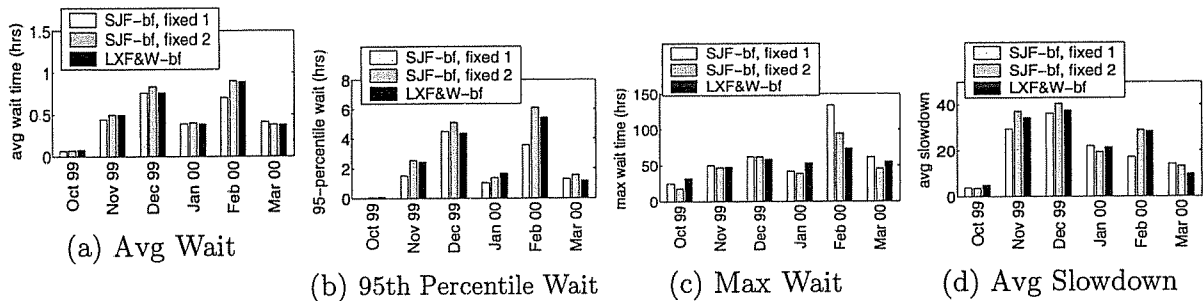 SJF-bf, fixed 1
SJF-bf, fixed 2
LXF&W-bf
avg wait time (hrs)
1.5
1
0.5
0
Oct 99
Nov 99
Dec 99
Jan 00
Feb 00
Mar 00
(a) Avg Wait
SJF-bf, fixed 1
SJF-bf, fixed 2
LXF&W-bf
95-percentile wait (hrs)
8
6
4
2
0
Oct 99
Nov 99
Dec 99
Jan 00
Feb 00
Mar 00
(b) 95th Percentile Wait
SJF-bf, fixed 1
SJF-bf, fixed 2
LXF&W-bf
max wait time (hrs)
150
100
50
0
Oct 99
Nov 99
Dec 99
Jan 00
Feb 00
Mar 00
(c) Max Wait
SJF-bf, fixed 1
SJF-bf, fixed 2
LXF&W-bf
avg slowdown
40
20
0
Oct 99
Nov 99
Dec 99
Jan 00
Feb 00
Mar 00
(d) Avg Slowdown